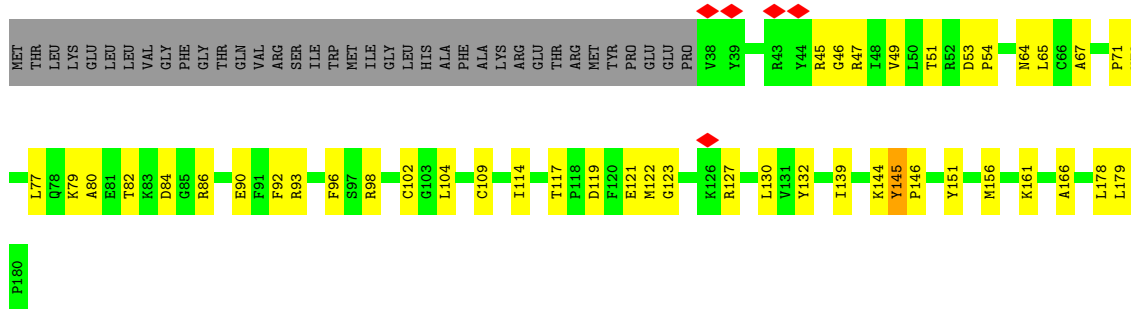 MET THR LEU LYS GLU LEU LEU VAL GLY PHE GLY THR GLN VAL ARG SER ILE TRP MET ILE GLY LEU HIS ALA PHE ALA LYS ARG GLU THR ARG MET TYR PRO GLU GLU PRO V38 Y39 R43 Y44 R45 G46 R47 I48 V49 L50 T51 R52 D53 P54 N64 L65 C66 A67 P71
L77 Q78 K79 A80 E81 T82 K83 D84 G85 R86 E90 F91 F92 R93 F96 S97 R98 C102 G103 L104 C109 I114 T117 P118 D119 F120 E121 M122 G123 K126 R127 L130 V131 Y132 I139 K144 Y145 P146 Y151 M156 K161 A166 L178 L179
P180